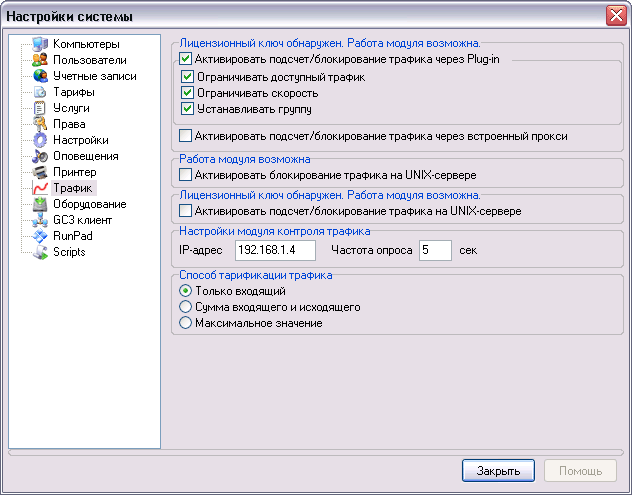 Настройки системы
Компьютеры
Пользователи
Учетные записи
Тарифы
Услуги
Права
Настройки
Оповещения
Принтер
Трафик
Оборудование
GC3 клиент
RunPad
Scripts
Лицензионный ключ обнаружен. Работа модуля возможна.
Активировать подсчет/блокирование трафика через Plug-in
Ограничивать доступный трафик
Ограничивать скорость
Устанавливать группу
Активировать подсчет/блокирование трафика через встроенный прокси
Работа модуля возможна
Активировать блокирование трафика на UNIX-сервере
Лицензионный ключ обнаружен. Работа модуля возможна.
Активировать подсчет/блокирование трафика на UNIX-сервере
Настройки модуля контроля трафика
IP-адрес 192.168.1.4 Частота опроса 5 сек
Способ тарификации трафика
Только входящий
Сумма входящего и исходящего
Максимальное значение
Закрыть Помощь